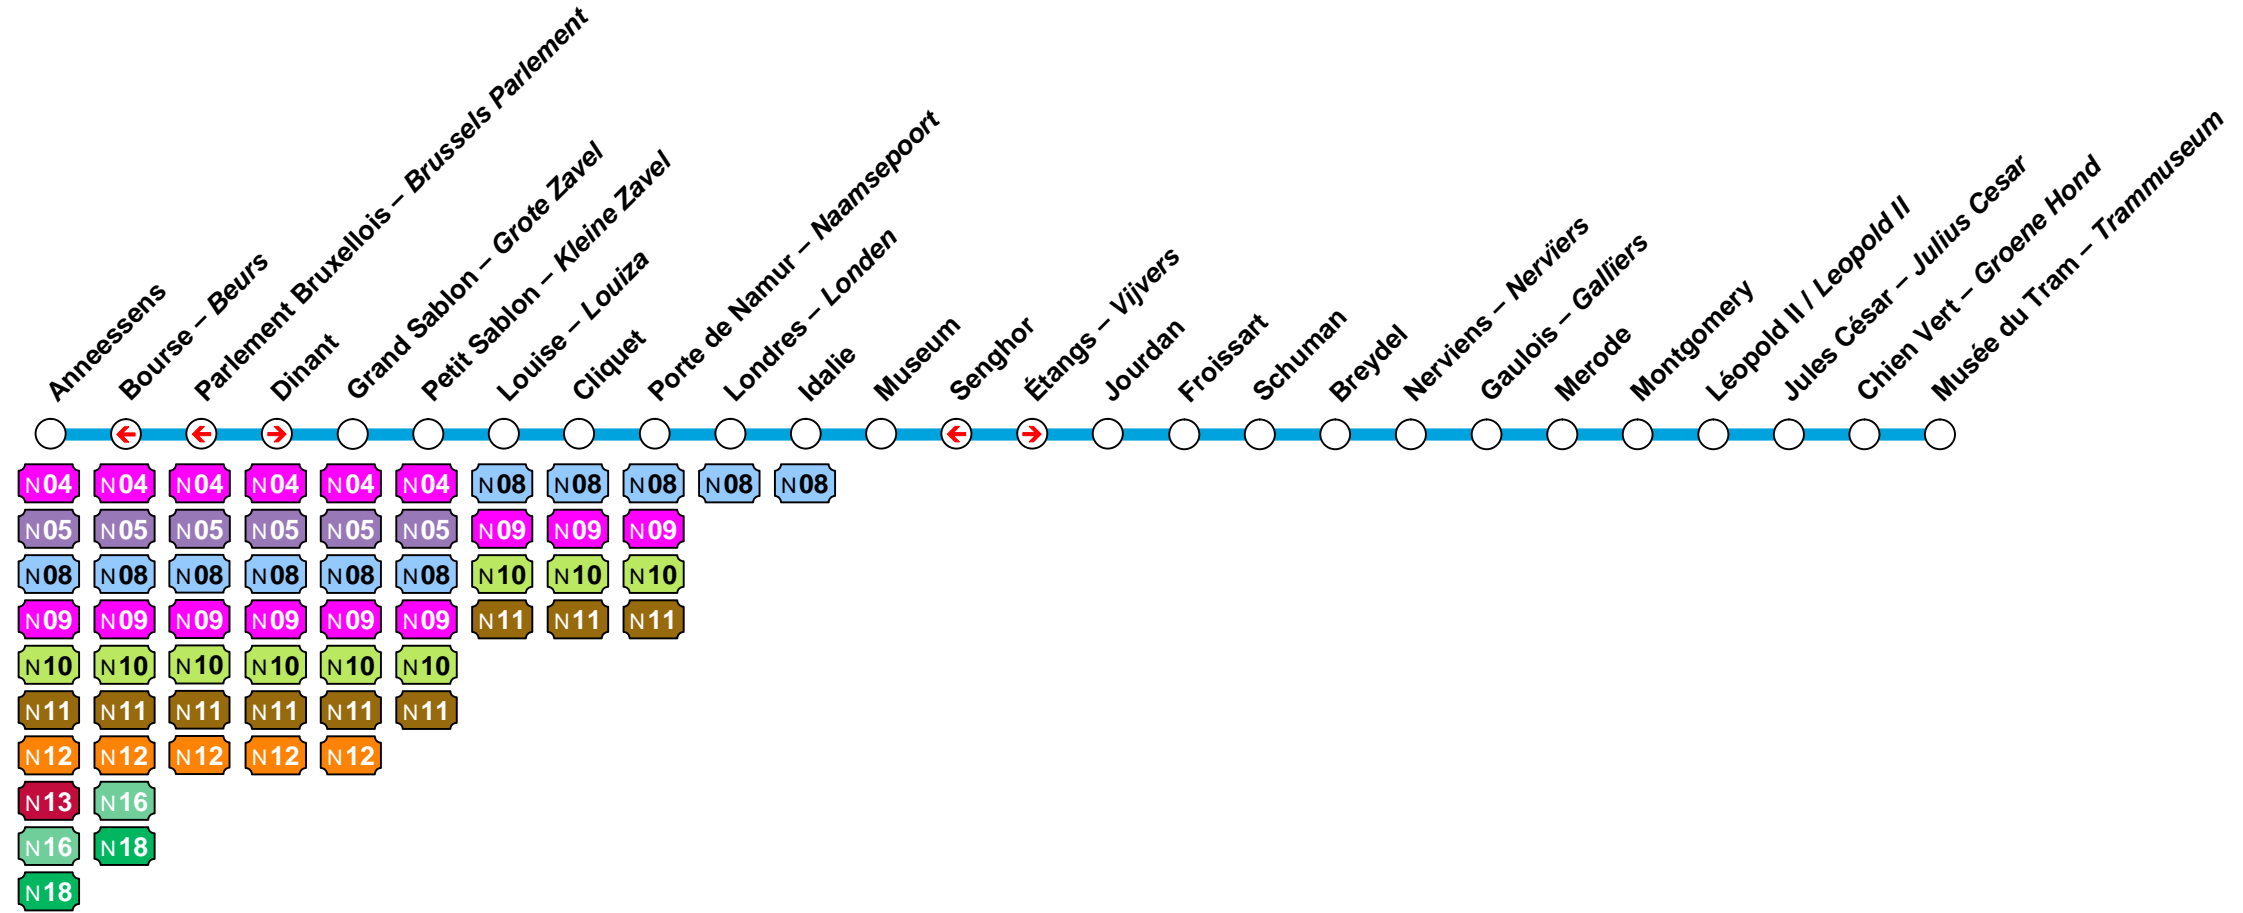 Anneessens
Bourse – Beurs
Parlement Bruxellois – Brussels Parlement
Dinant
Grand Sablon – Grote Zavel
Petit Sablon – Kleine Zavel
Louise – Louiza
Cliquet
Porte de Namur – Naamsepoort
Londres – Londen
Idalie
Museum
Senghor
Étangs – Vijvers
Jourdan
Froissart
Schuman
Breydel
Nerviens – Nerviërs
Gaulois – Galliërs
Merode
Montgomery
Léopold II / Leopold II
Jules César – Julius Cesar
Chien Vert – Groene Hond
Musée du Tram – Trammuseum
N04 N04 N04 N04 N04 N04 N08 N08 N08 N08 N08
N05 N05 N05 N05 N05 N05 N09 N09 N09
N08 N08 N08 N08 N08 N08 N10 N10 N10
N09 N09 N09 N09 N09 N09 N11 N11 N11
N10 N10 N10 N10 N10 N10
N11 N11 N11 N11 N11 N11
N12 N12 N12 N12 N12
N13 N16
N16 N18
N18